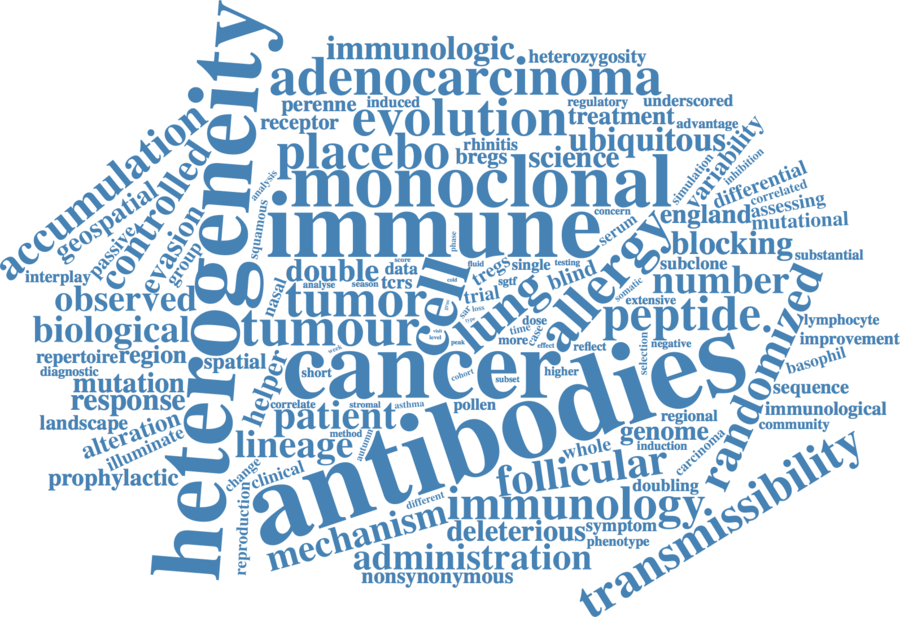 immunologic
heterozygosity
adenocarcinoma
perenne
induced
regulatory
underscored
receptor
evolution
treatment
advantage
ubiquitous
placebo
rhinitis
bregs
science
heterogeneity
accumulation
geospatial
controlled
passive
evasion
group
interplay
analysis
squamous
monoclonal
immune
concern
simulation
variability
inhibition
differential
correlated
assessing
mutational
england
serum
blocking
substantial
subclone
phase
double
score
data
analyse
season
tcrs
cell
fluid
cold
tregs
single
testing
sgtf
blind
trial
allergy
somatic
number
extensive
observed
nasal
tumor
lung
loss
type
dose
time
more
case
peptide
randomized
lymphocyte
improvement
biological
tumour
visit
level
peak
effect
reflect
selection
negative
basophil
repertoire
region
spatial
diagnostic
week
mutation
helper
short
cancer
cohort
subset
higher
sequence
response
correlate
stromal
asthma
pollen
antibodies
regional
immunological
community
landscape
patient
alteration
illuminate
lineage
method
autumn
genome
whole
induction
carcinoma
prophylactic
change
clinical
follicular
doubling
reproduction
different
immunology
mechanism
deleterious
symptom
phenotype
transmissibility
administration
nonsynonymous